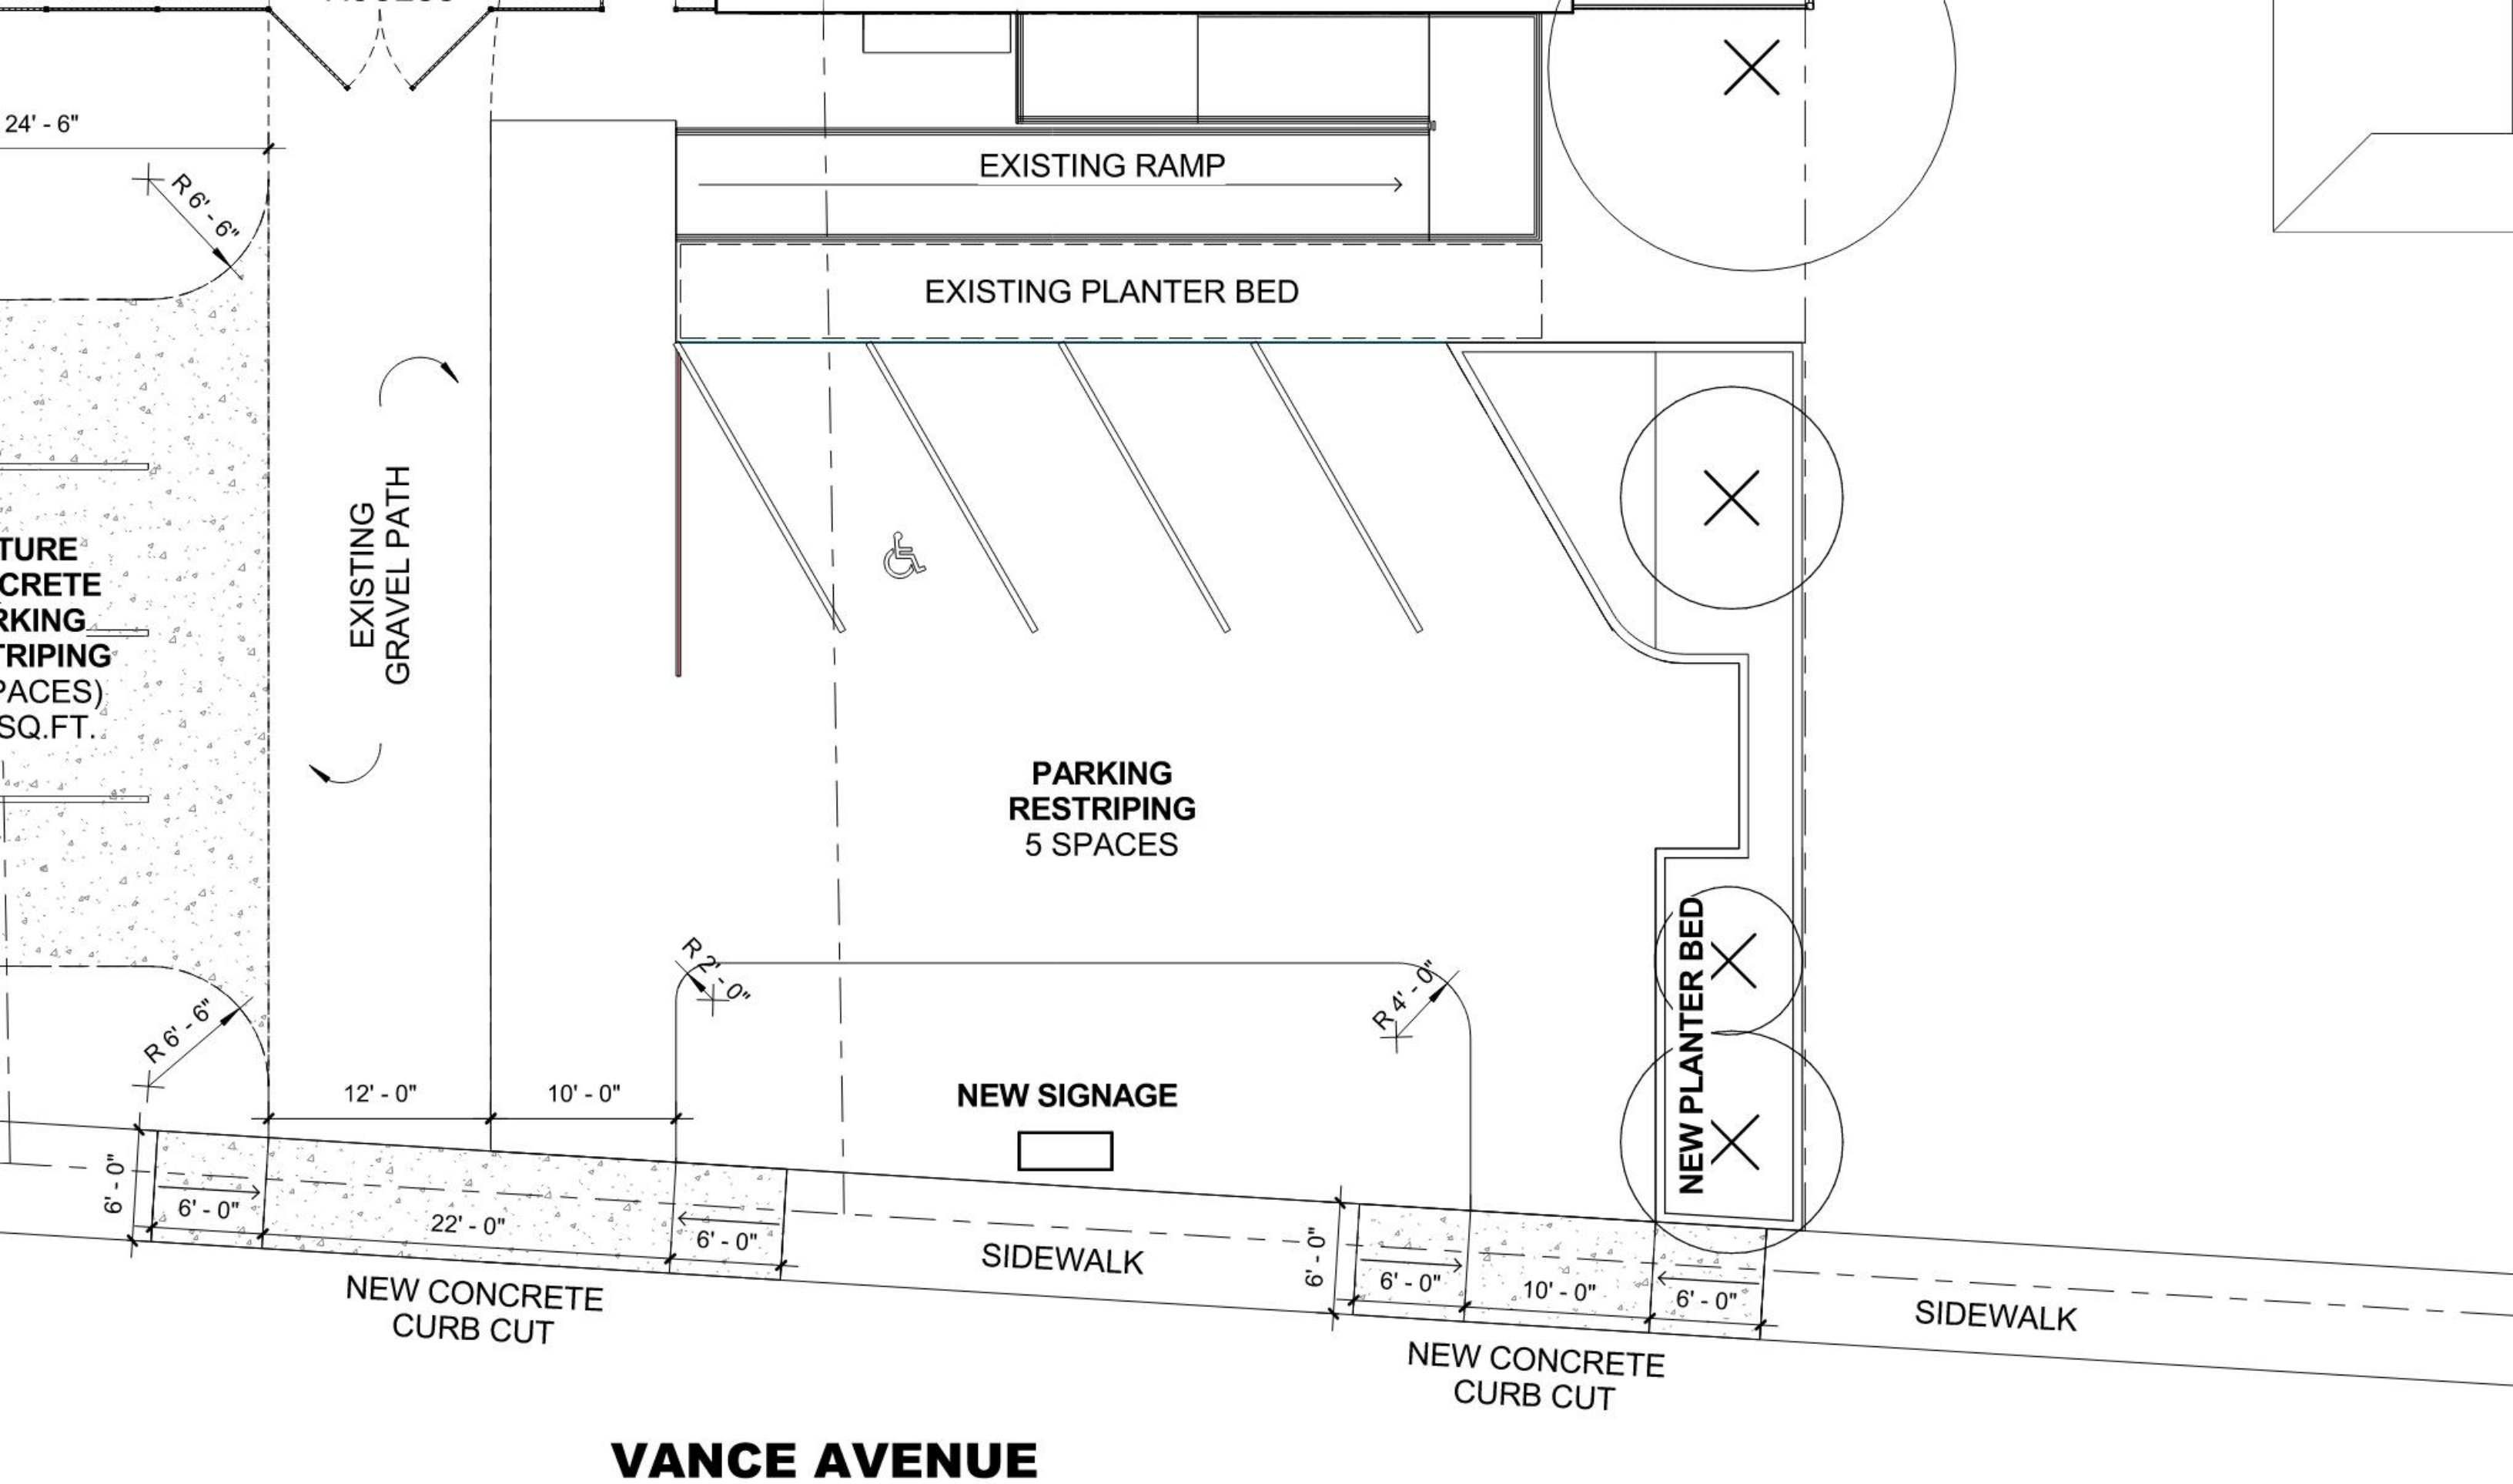 24' - 6"
R 6' - 6"
EXISTING RAMP
EXISTING PLANTER BED
EXISTING
GRAVEL PATH
TURE
CRETE
RKING
TRIPING
PACES)
SQ.FT.
PARKING
RESTRIPING
5 SPACES
R 2' - 0"
R 4' - 0"
R 6' - 6"
NEW PLANTER BED
12' - 0"
10' - 0"
NEW SIGNAGE
6' - 0"
6' - 0"
22' - 0"
6' - 0"
SIDEWALK
6' - 0"
6' - 0"
10' - 0"
6' - 0"
SIDEWALK
NEW CONCRETE
CURB CUT
NEW CONCRETE
CURB CUT
VANCE AVENUE